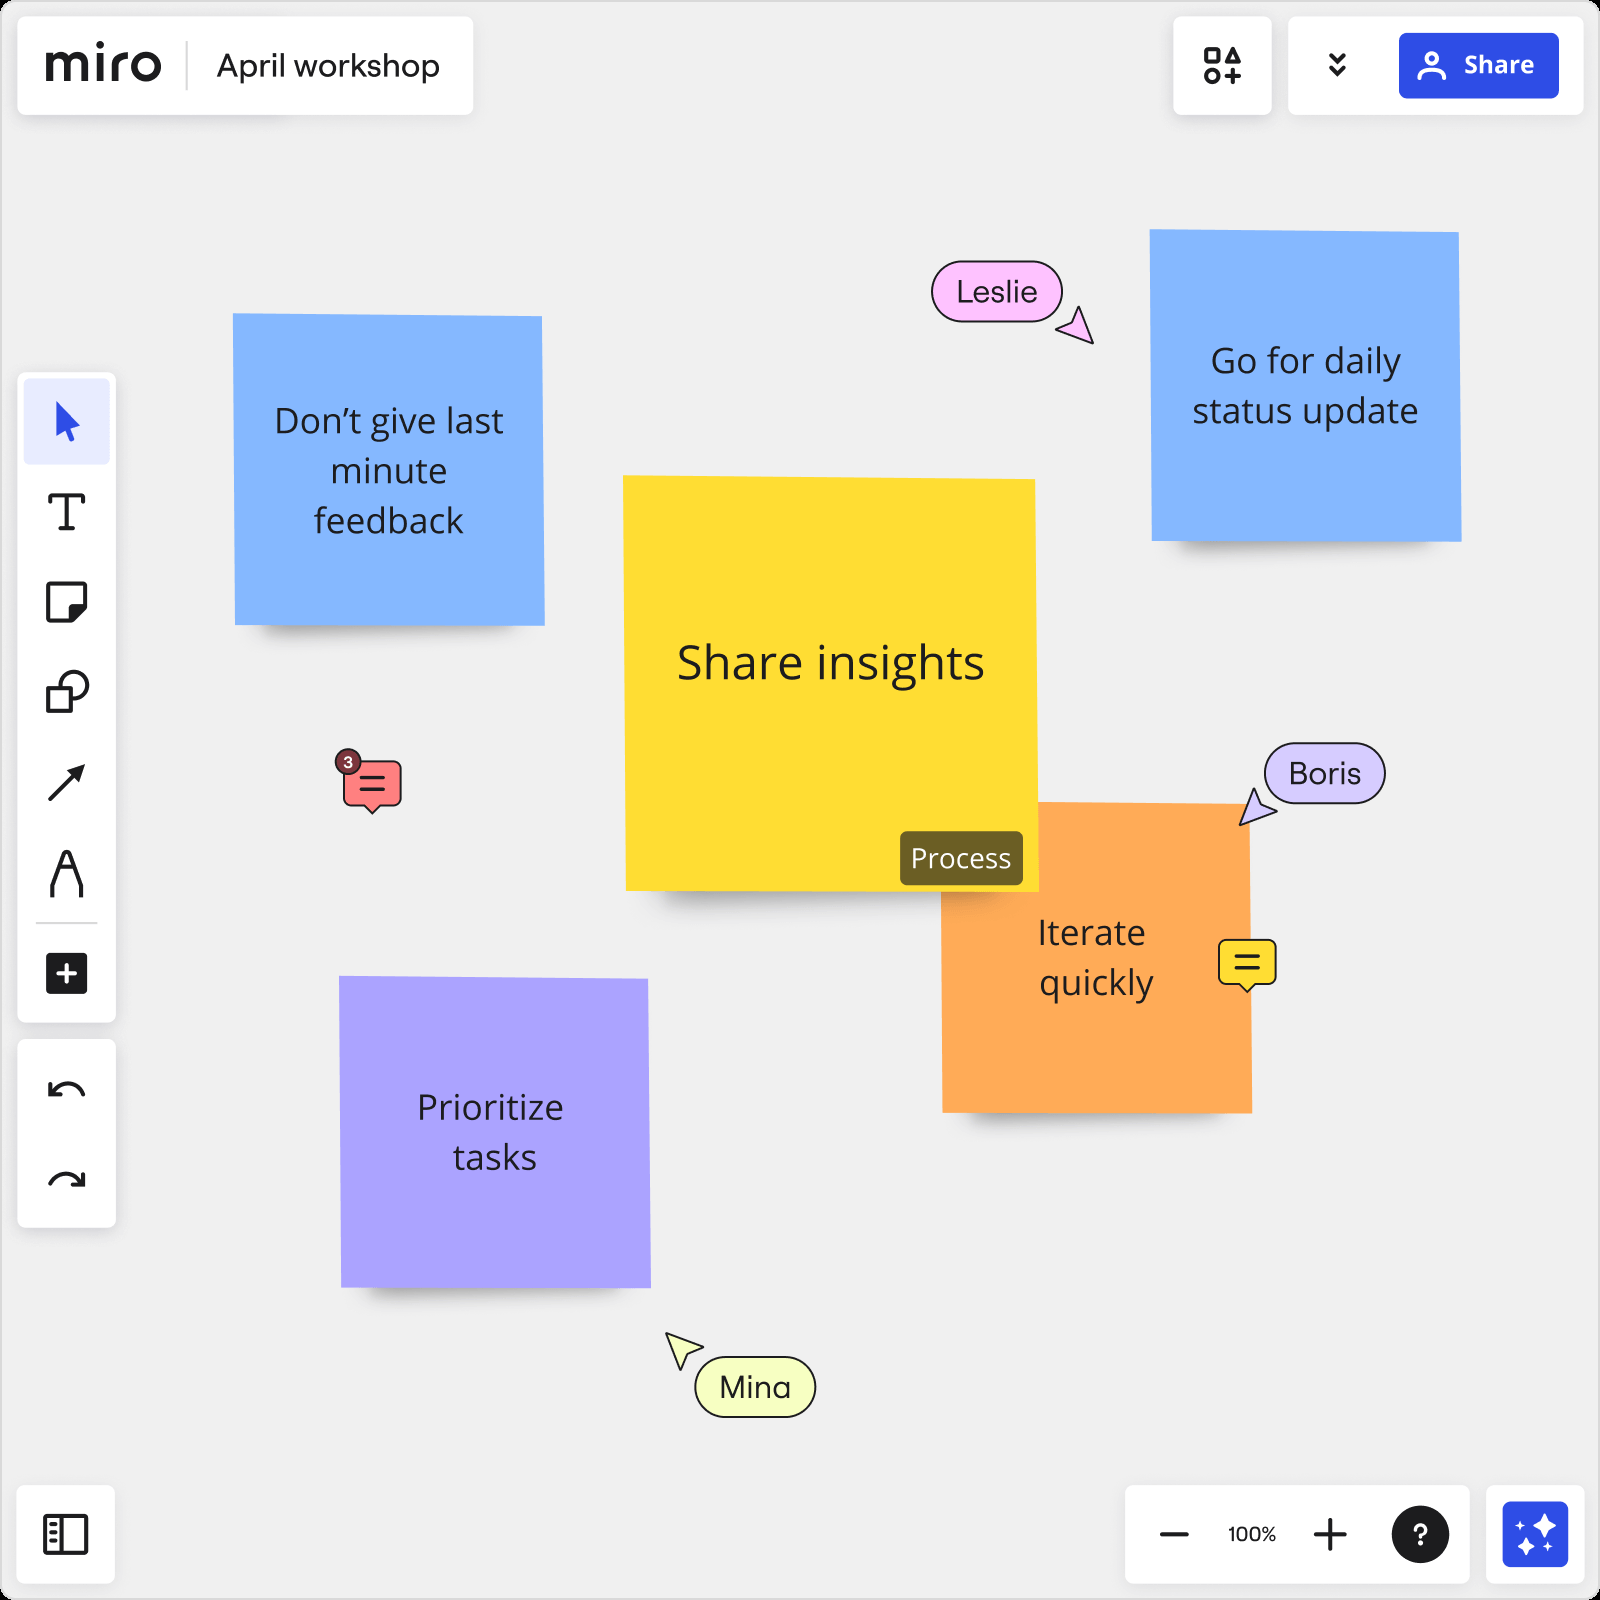 miro
April workshop
Share
Leslie
Go for daily
status update
Don’t give last
minute
feedback
Share insights
Process
3
Boris
Iterate
quickly
Prioritize
tasks
Mina
100%
?